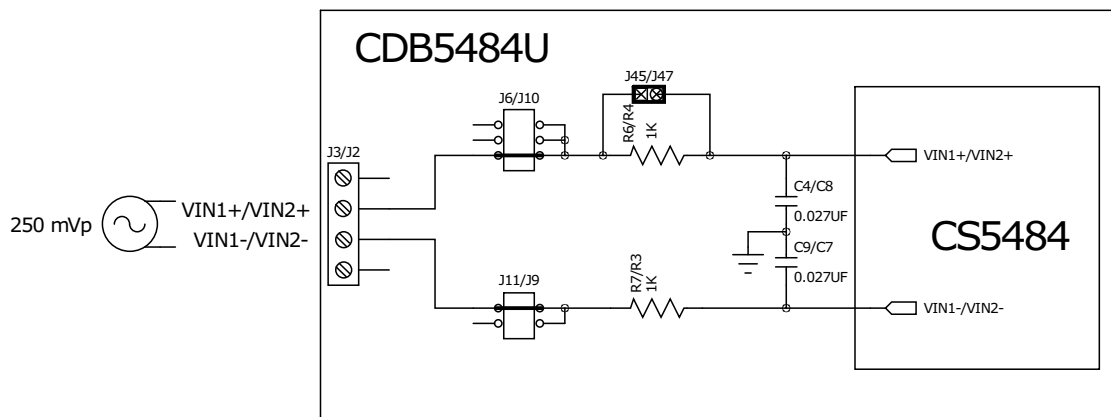 CDB5484U
J45/J47
J6/J10
R6/R4
1K
J3/J2
VIN1+/VIN2+
C4/C8
0.027UF
250 mVp
VIN1+/VIN2+
VIN1-/VIN2-
CS5484
C9/C7
0.027UF
J11/J9
R7/R3
1K
VIN1-/VIN2-